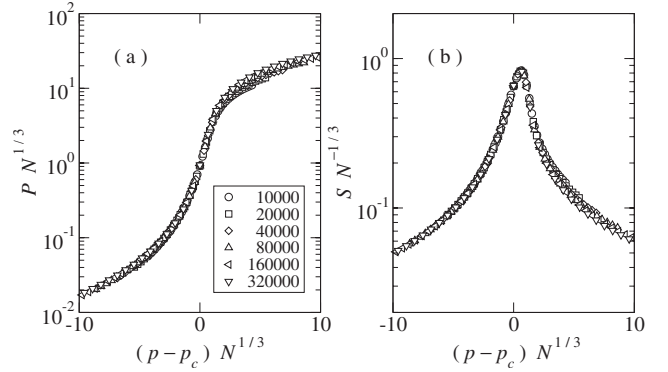 10^2
10^1
10^0
10^-1
10^-2
P N^1/3
( a )
10000
20000
40000
80000
160000
320000
-10 0 10
( p – p_c ) N^1/3
10^0
10^-1
S N^-1/3
( b )
-10 0 10
( p – p_c ) N^1/3